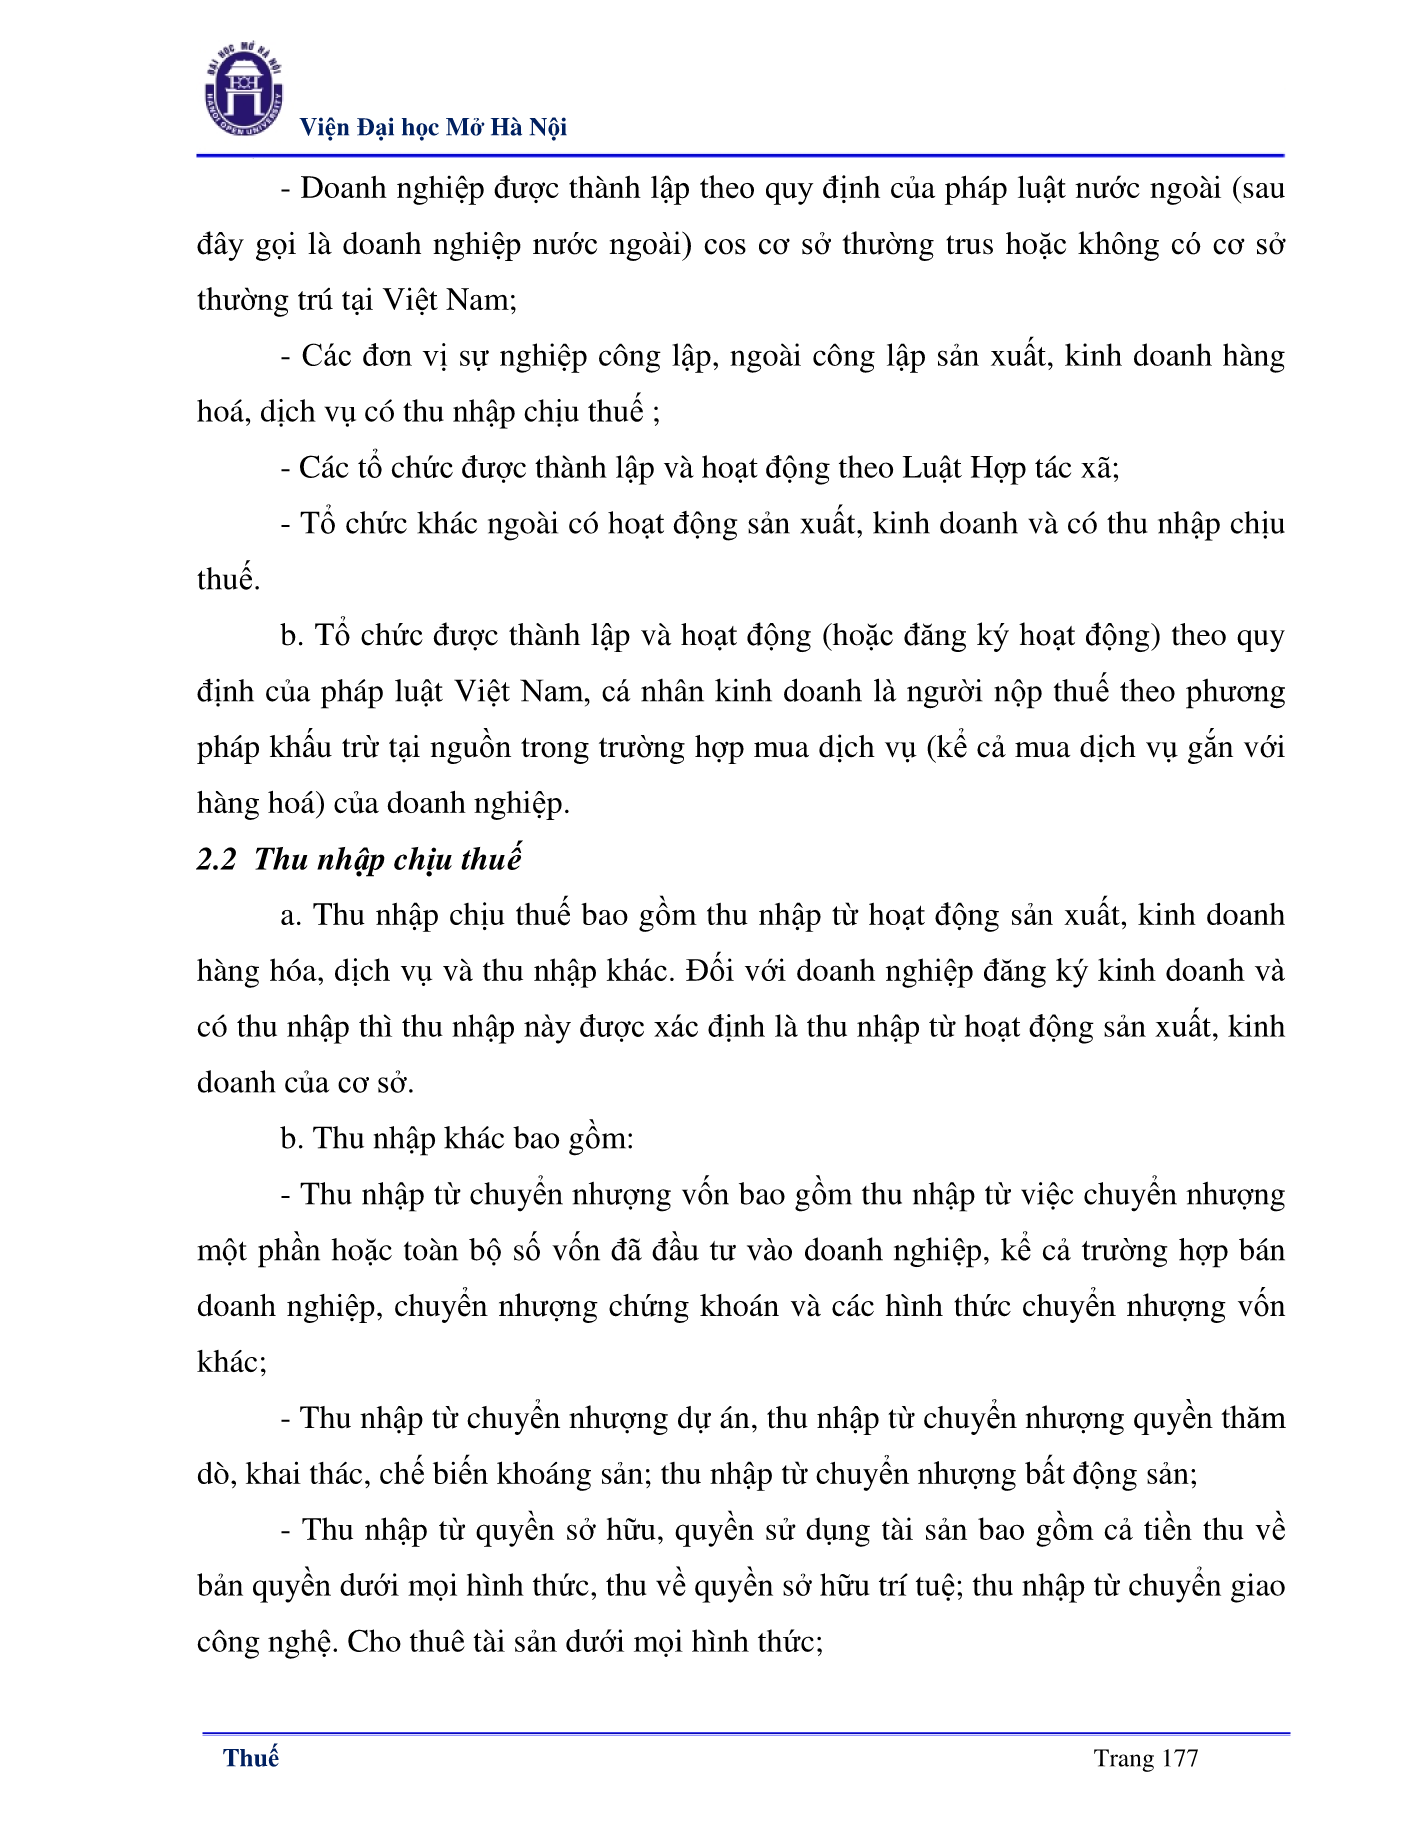 ĐẠI HỌC MỞ HÀ NỘI
HANOI OPEN UNIVERSITY
Viện Đại học Mở Hà Nội
- Doanh nghiệp được thành lập theo quy định của pháp luật nước ngoài (sau
đây gọi là doanh nghiệp nước ngoài) cos cơ sở thường trus hoặc không có cơ sở
thường trú tại Việt Nam;
- Các đơn vị sự nghiệp công lập, ngoài công lập sản xuất, kinh doanh hàng
hoá, dịch vụ có thu nhập chịu thuế ;
- Các tổ chức được thành lập và hoạt động theo Luật Hợp tác xã;
- Tổ chức khác ngoài có hoạt động sản xuất, kinh doanh và có thu nhập chịu
thuế.
b. Tổ chức được thành lập và hoạt động (hoặc đăng ký hoạt động) theo quy
định của pháp luật Việt Nam, cá nhân kinh doanh là người nộp thuế theo phương
pháp khấu trừ tại nguồn trong trường hợp mua dịch vụ (kể cả mua dịch vụ gắn với
hàng hoá) của doanh nghiệp.
2.2 Thu nhập chịu thuế
a. Thu nhập chịu thuế bao gồm thu nhập từ hoạt động sản xuất, kinh doanh
hàng hóa, dịch vụ và thu nhập khác. Đối với doanh nghiệp đăng ký kinh doanh và
có thu nhập thì thu nhập này được xác định là thu nhập từ hoạt động sản xuất, kinh
doanh của cơ sở.
b. Thu nhập khác bao gồm:
- Thu nhập từ chuyển nhượng vốn bao gồm thu nhập từ việc chuyển nhượng
một phần hoặc toàn bộ số vốn đã đầu tư vào doanh nghiệp, kể cả trường hợp bán
doanh nghiệp, chuyển nhượng chứng khoán và các hình thức chuyển nhượng vốn
khác;
- Thu nhập từ chuyển nhượng dự án, thu nhập từ chuyển nhượng quyền thăm
dò, khai thác, chế biến khoáng sản; thu nhập từ chuyển nhượng bất động sản;
- Thu nhập từ quyền sở hữu, quyền sử dụng tài sản bao gồm cả tiền thu về
bản quyền dưới mọi hình thức, thu về quyền sở hữu trí tuệ; thu nhập từ chuyển giao
công nghệ. Cho thuê tài sản dưới mọi hình thức;
Thuế
Trang 177